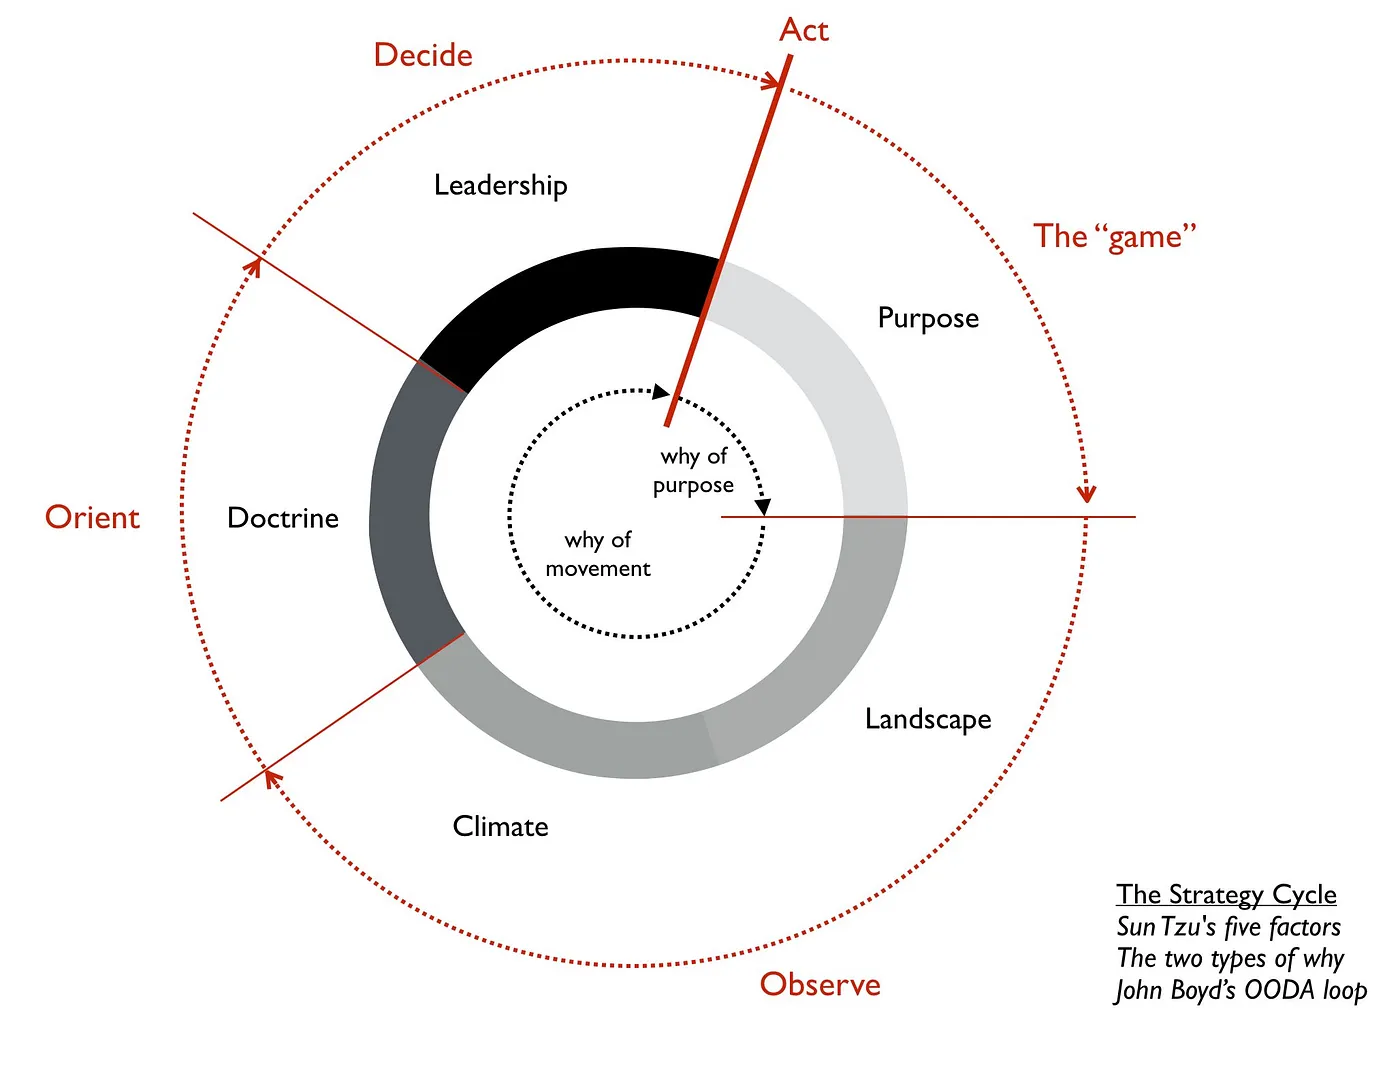 Act
Decide
Leadership
The “game”
Purpose
why of
purpose
Orient
Doctrine
why of
movement
Landscape
Climate
Observe
The Strategy Cycle
Sun Tzu's five factors
The two types of why
John Boyd’s OODA loop